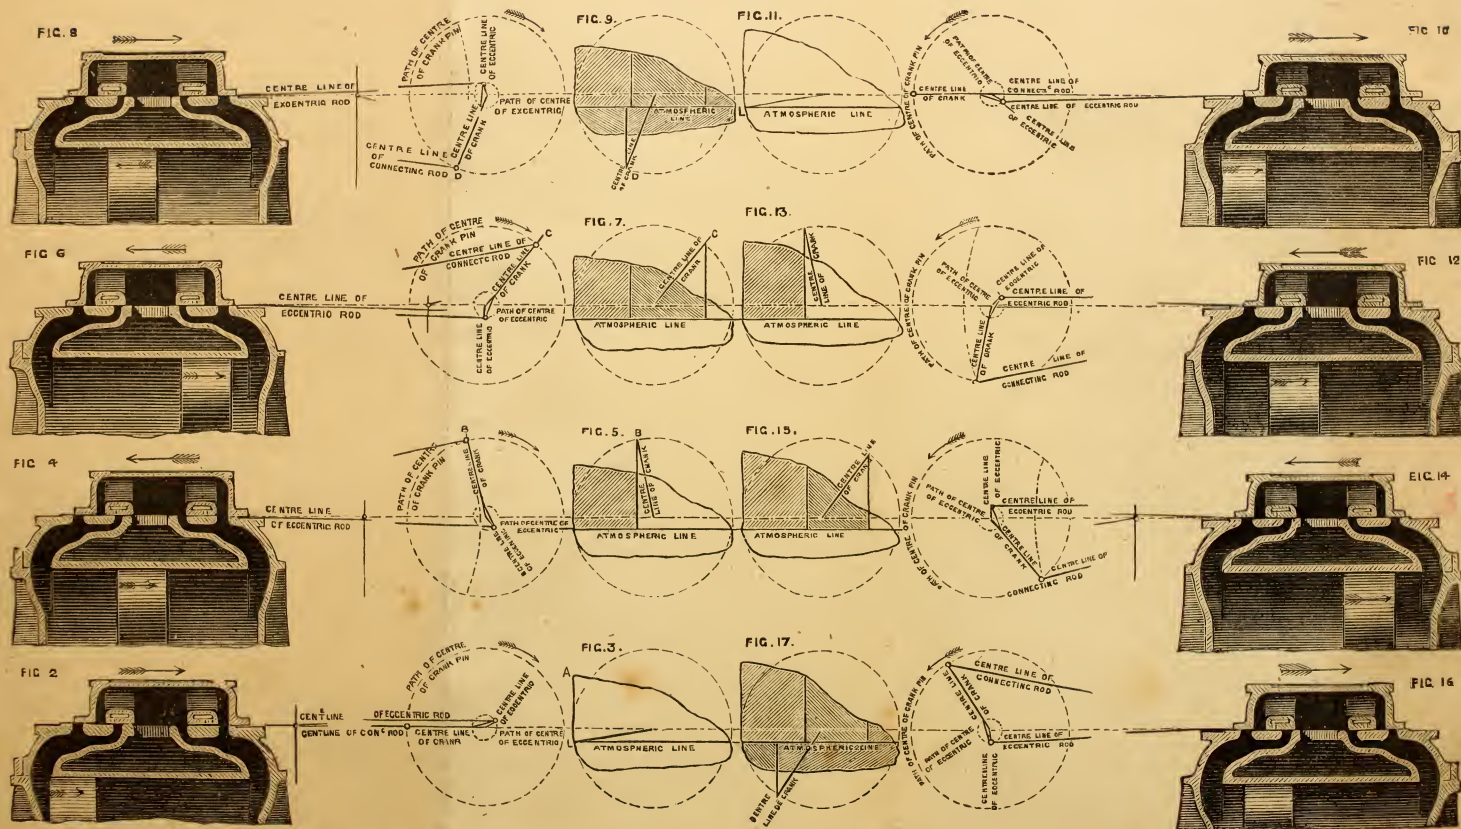 FIG. 8
CENTRE LINE OF
EXOENTRIC ROD
PATH OF CENTRE
OF CRANK PIN
CENTRE LINE
OF ECCENTRIC
PATH OF CENTRE
OF EXCENTRIC
CENTRE LINE
OF CRANK
CENTRE LINE
OF
CONNECTING ROD
D
FIG. 9.
ATMOSPHERIC
LINE
CENTRE LINE
OF CRANK
D
FIG. 11.
L
ATMOSPHERIC LINE
PATH OF CENTRE OF CRANK PIN
PATH OF CENTRE
OF ECCENTRIC
CENTRE LINE
OF CRANK
CENTRE LINE OF
CONNECTG ROD
CENTRE LINE OF ECCENTRIC ROD
CENTRE LINE
OF ECCENTRIC
FIG 10
FIG 6
CENTRE LINE OF
ECCENTRIO ROD
PATH OF CENTRE
OF CRANK PIN
CENTRE LINE OF
CONNECTG ROD
C
CENTRE LINE
OF CRANK
PATH OF CENTRE
OF ECCENTRIC
CENTRE LINE
OF ECCENTRIC
FIG. 7.
CENTRE LINE OF
CRANK
C
ATMOSPHERIC LINE
FIG. 13.
CENTRE
LINE OF CRANK
ATMOSPHERIC LINE
PATH OF CENTRE OF CRANK PIN
PATH OF CENTRE
OF ECCENTRIC
CENTRE LINE OF
ECCENTRIC
CENTRE LINE OF
ECCENTRIC ROD
CENTRE LINE
OF CRANK
CENTRE LINE OF
CONNECTING ROD
FIG 12
FIG 4
CENTRE LINE
OF ECCENTRIC ROD
B
PATH OF CENTRE
OF CRANK PIN
CENTRE LINE
OF CRANK
PATH OF CENTRE OF
ECCENTRIC
CENTRE LINE
OF ECCENTRIC
FIG. 5.
B
CENTRE
LINE OF CRANK
ATMOSPHERIC LINE
FIG. 15.
CENTRE LINE
OF CRANK
ATMOSPHERIC LINE
PATH OF CENTRE OF CRANK PIN
PATH OF CENTRE
OF ECCENTRIC
CENTRE LINE
OF ECCENTRIC
CENTRE LINE OF
ECCENTRIC ROD
CENTRE LINE
OF CRANK
CENTRE LINE OF
CONNECTING ROD
EIG. 14
FIG 2
CENT LINE
OF ECCENTRIC ROD
CENTLINE OF CONG ROD
PATH OF CENTRE
OF CRANK PIN
CENTRE LINE
OF CRANK
CENTRE LINE
OF ECCENTRIC
PATH OF CENTRE
OF ECCENTRIC
FIG. 3.
A
L
ATMOSPHERIC LINE
FIG. 17.
ATMOSPHERIC LINE
CENTRE
LINE OF CRANK
PATH OF CENTRE OF CRANK PIN
CENTRE LINE OF
CONNECTING ROD
CENTRE LINE
OF CRANK
PATH OF CENTRE
OF ECCENTRIC
CENTRE LINE OF
ECCENTRIC ROD
CENTRE LINE
OF ECCENTRIC
FIG. 16